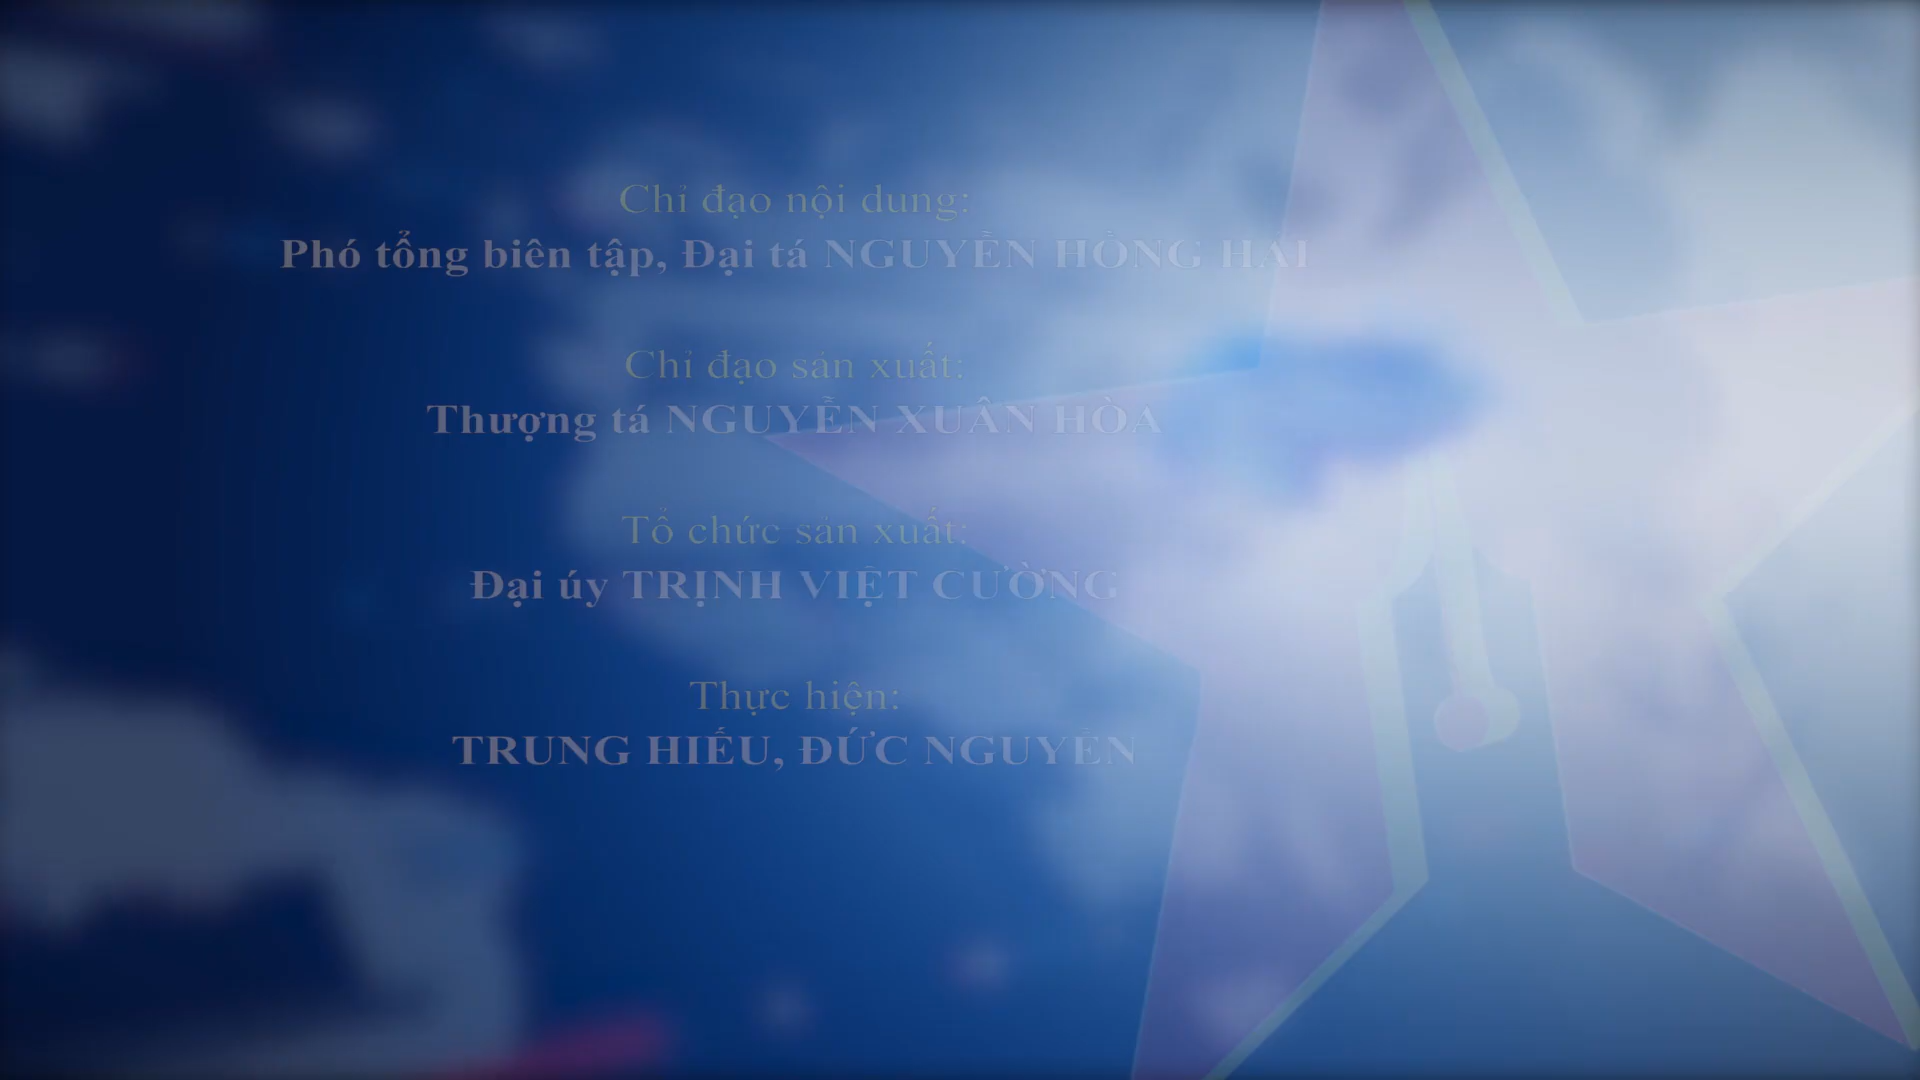 Chỉ đạo nội dung:
Phó tổng biên tập, Đại tá NGUYỄN HỒNG HẢI
Chỉ đạo sản xuất:
Thượng tá NGUYỄN XUÂN HÒA
Tổ chức sản xuất:
Đại úy TRỊNH VIỆT CƯỜNG
Thực hiện:
TRUNG HIẾU, ĐỨC NGUYÊN